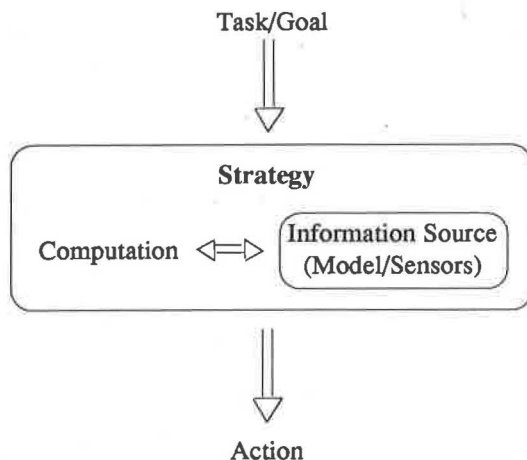 Task/Goal
Strategy
Computation
Information Source
(Model/Sensors)
Action